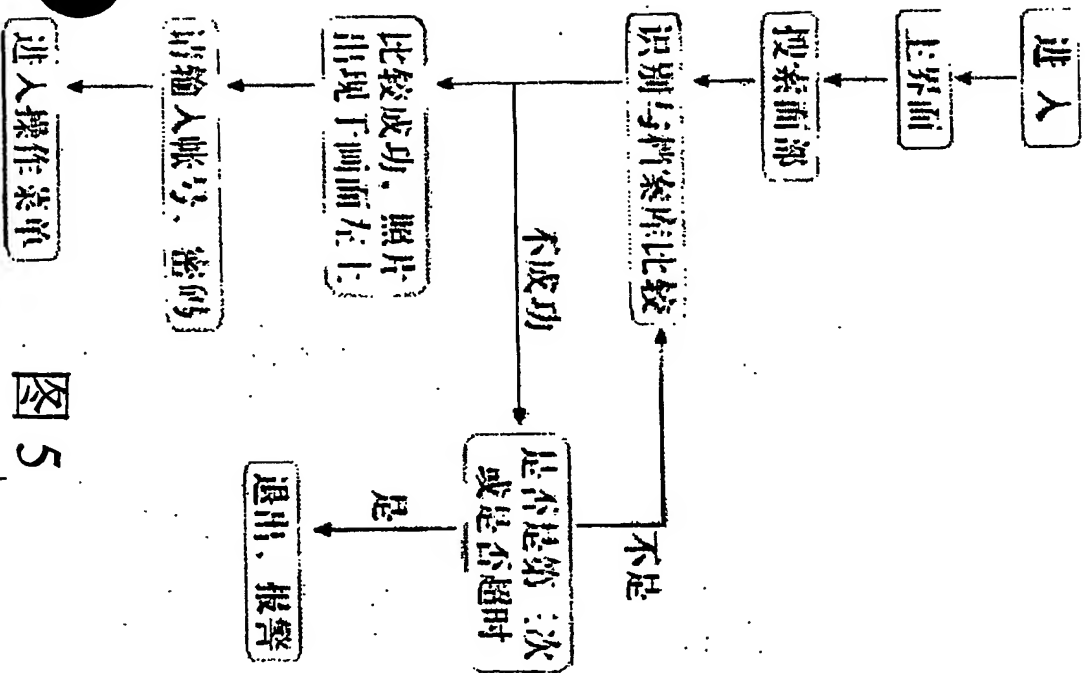 进入
主界面
搜索面部
识别与档案库比较
比较成功，照片
出现于画面左上
不成功
请输入帐号、密码
进入操作菜单
不是
是否是第三次
或是否超时
是
退出、报警
图5